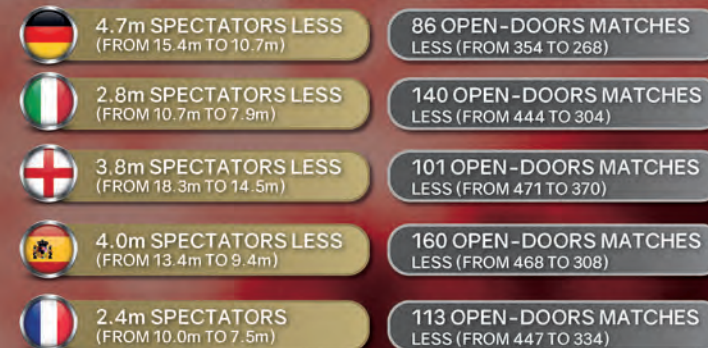 4.7m SPECTATORS LESS
(FROM 15.4m TO 10.7m)
86 OPEN-DOORS MATCHES
LESS (FROM 354 TO 268)
2.8m SPECTATORS LESS
(FROM 10.7m TO 7.9m)
140 OPEN-DOORS MATCHES
LESS (FROM 444 TO 304)
3.8m SPECTATORS LESS
(FROM 18.3m TO 14.5m)
101 OPEN-DOORS MATCHES
LESS (FROM 471 TO 370)
4.0m SPECTATORS LESS
(FROM 13.4m TO 9.4m)
160 OPEN-DOORS MATCHES
LESS (FROM 468 TO 308)
2.4m SPECTATORS
(FROM 10.0m TO 7.5m)
113 OPEN-DOORS MATCHES
LESS (FROM 447 TO 334)